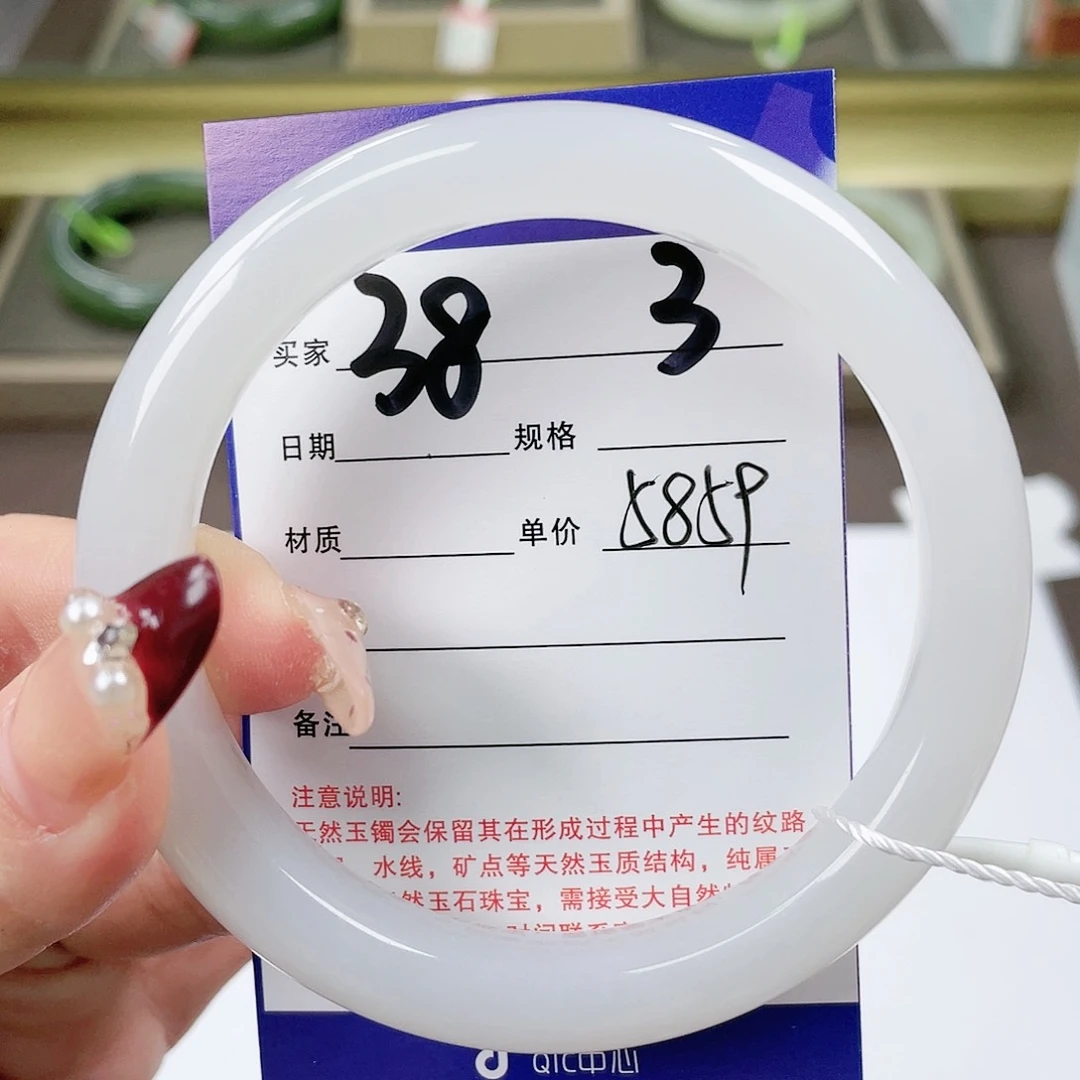 买家 38 3
日期 规格
材质 单价 5859
备注
注意说明:
天然玉镯会保留其在形成过程中产生的纹路
水线，矿点等天然玉质结构，纯属
然玉石珠宝，需接受大自然
QIC中心